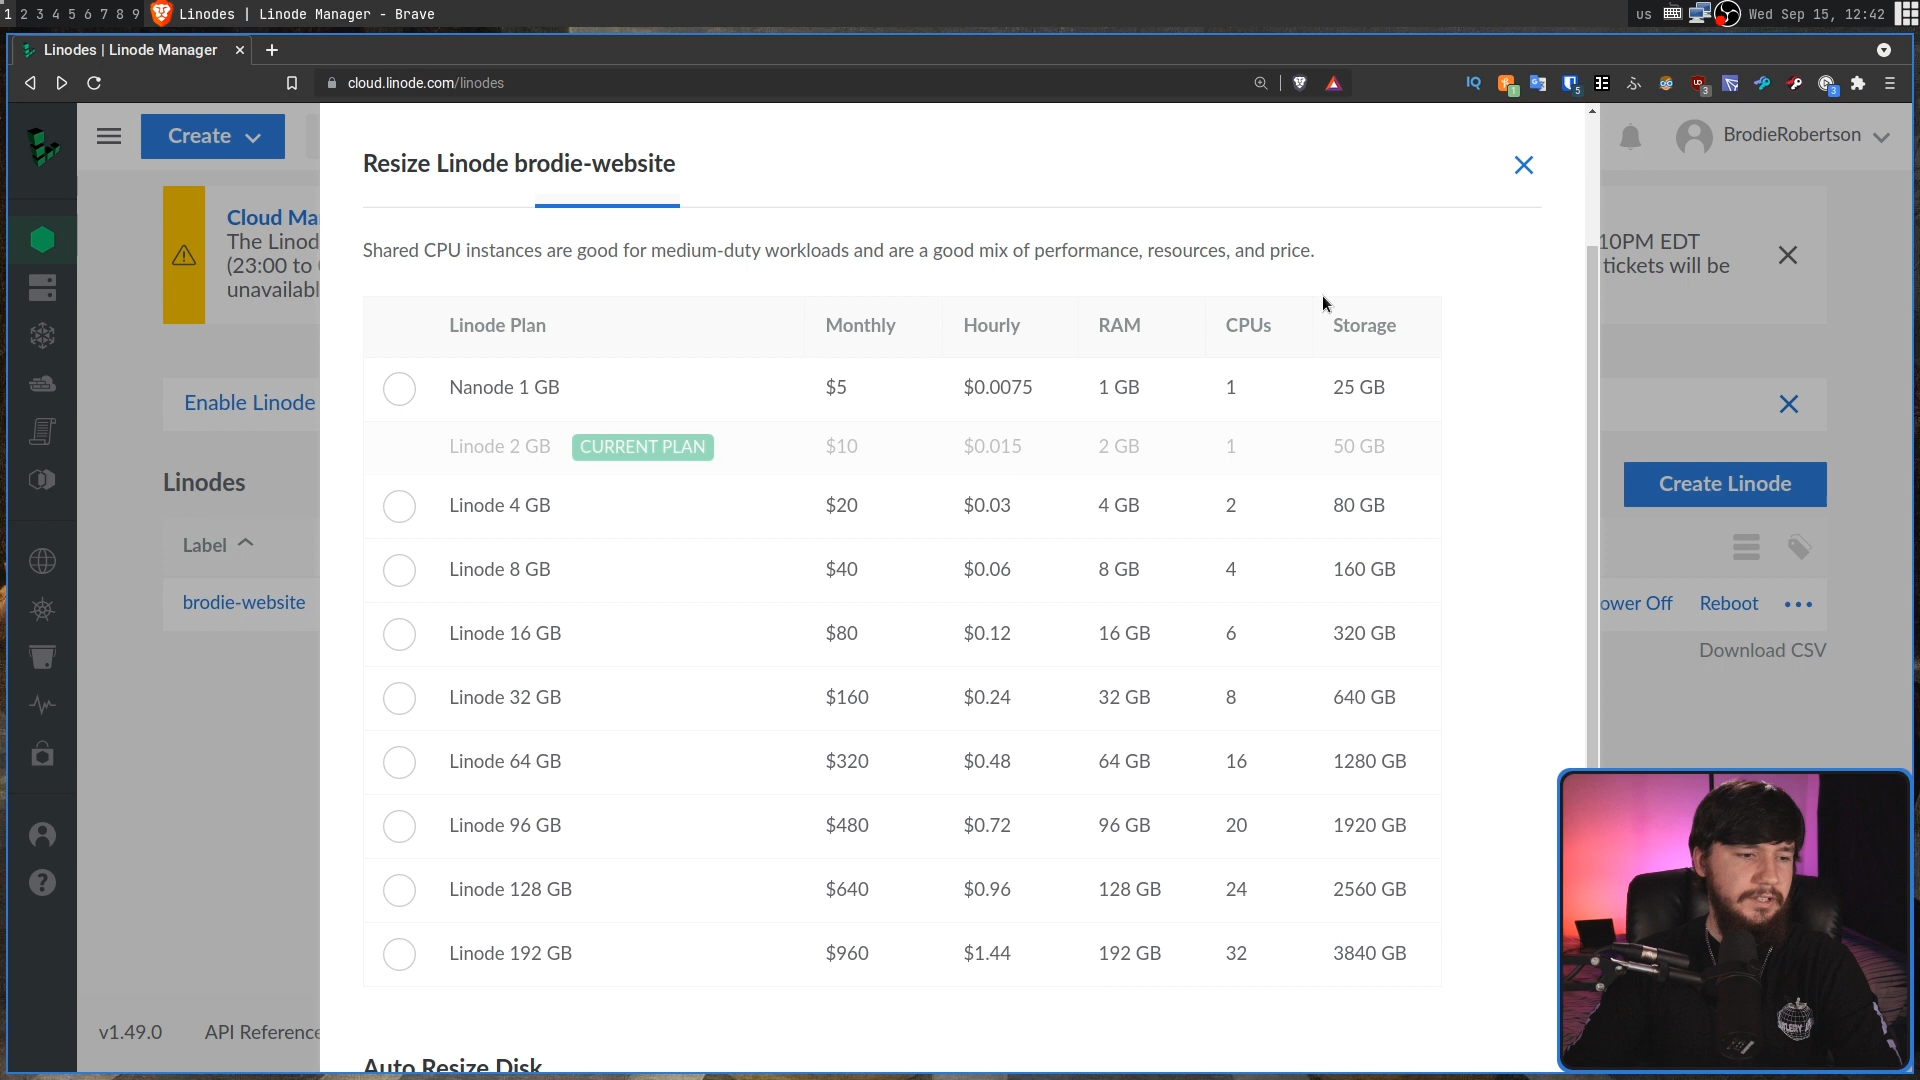 1 2 3 4 5 6 7 8 9 Linodes | Linode Manager - Brave
us Wed Sep 15, 12:42
Linodes | Linode Manager
cloud.linode.com/linodes
Create
BrodieRobertson
Resize Linode brodie-website
Cloud Ma
The Linod
(23:00 to
unavailabl
10PM EDT
tickets will be
Shared CPU instances are good for medium-duty workloads and are a good mix of performance, resources, and price.
Linode Plan Monthly Hourly RAM CPUs Storage
Nanode 1 GB $5 $0.0075 1 GB 1 25 GB
Linode 2 GB CURRENT PLAN $10 $0.015 2 GB 1 50 GB
Linode 4 GB $20 $0.03 4 GB 2 80 GB
Linode 8 GB $40 $0.06 8 GB 4 160 GB
Linode 16 GB $80 $0.12 16 GB 6 320 GB
Linode 32 GB $160 $0.24 32 GB 8 640 GB
Linode 64 GB $320 $0.48 64 GB 16 1280 GB
Linode 96 GB $480 $0.72 96 GB 20 1920 GB
Linode 128 GB $640 $0.96 128 GB 24 2560 GB
Linode 192 GB $960 $1.44 192 GB 32 3840 GB
Auto Resize Disk
Enable Linode
Linodes
Create Linode
Label
brodie-website
ower Off Reboot
Download CSV
v1.49.0 API Reference